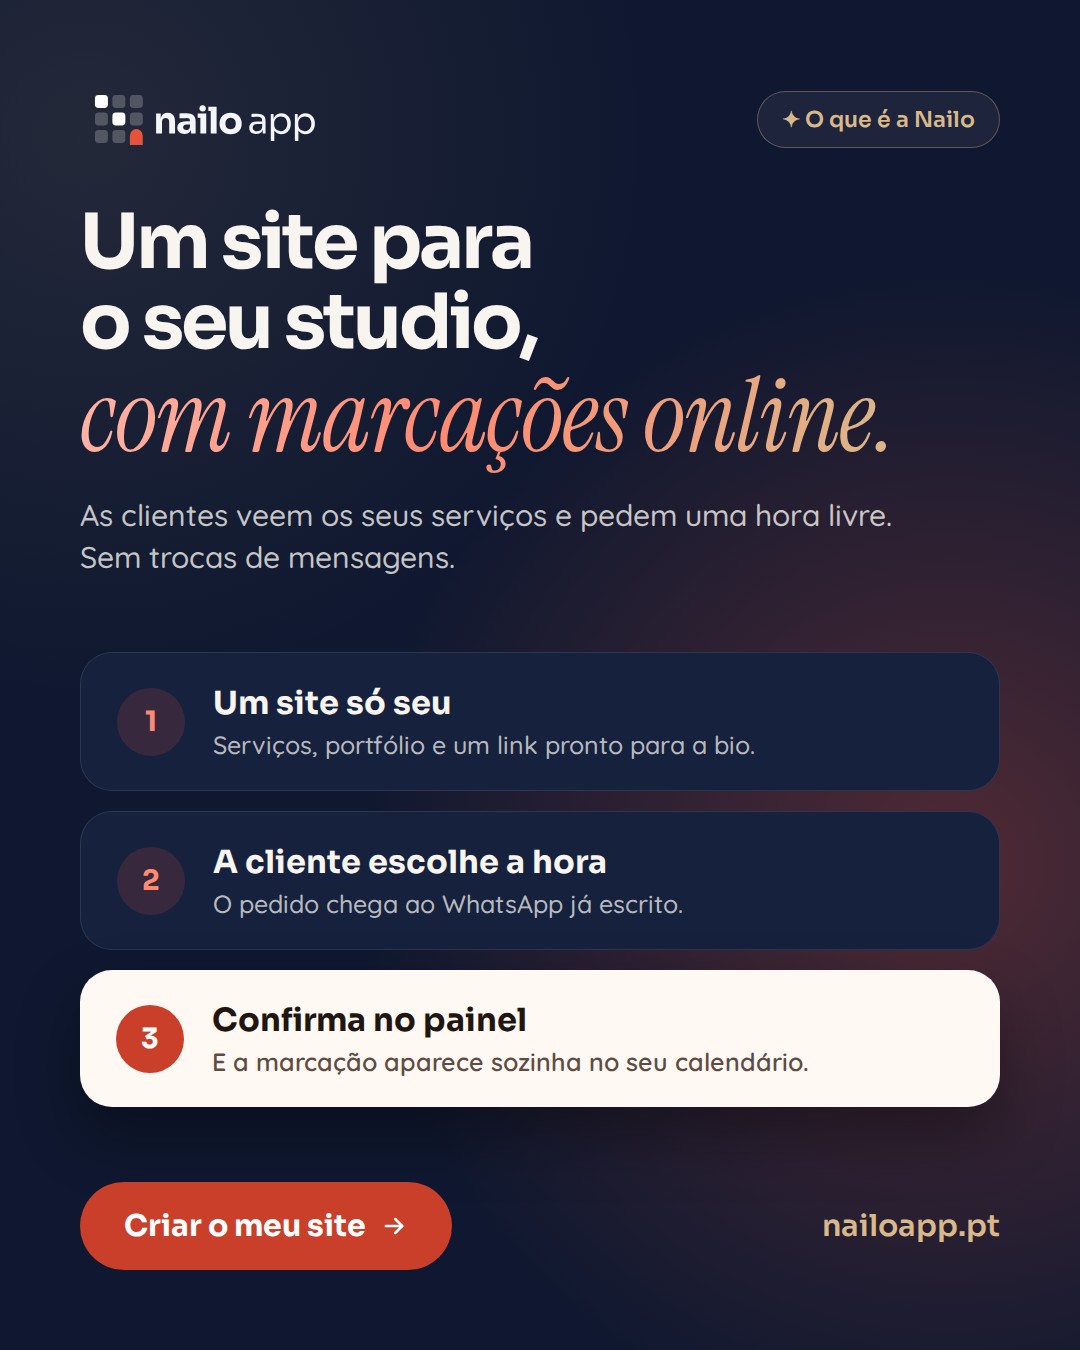 nailo app
✦ O que é a Nailo
Um site para
o seu studio,
com marcações online.
As clientes veem os seus serviços e pedem uma hora livre.
Sem trocas de mensagens.
1
Um site só seu
Serviços, portfólio e um link pronto para a bio.
2
A cliente escolhe a hora
O pedido chega ao WhatsApp já escrito.
3
Confirma no painel
E a marcação aparece sozinha no seu calendário.
Criar o meu site →
nailoapp.pt